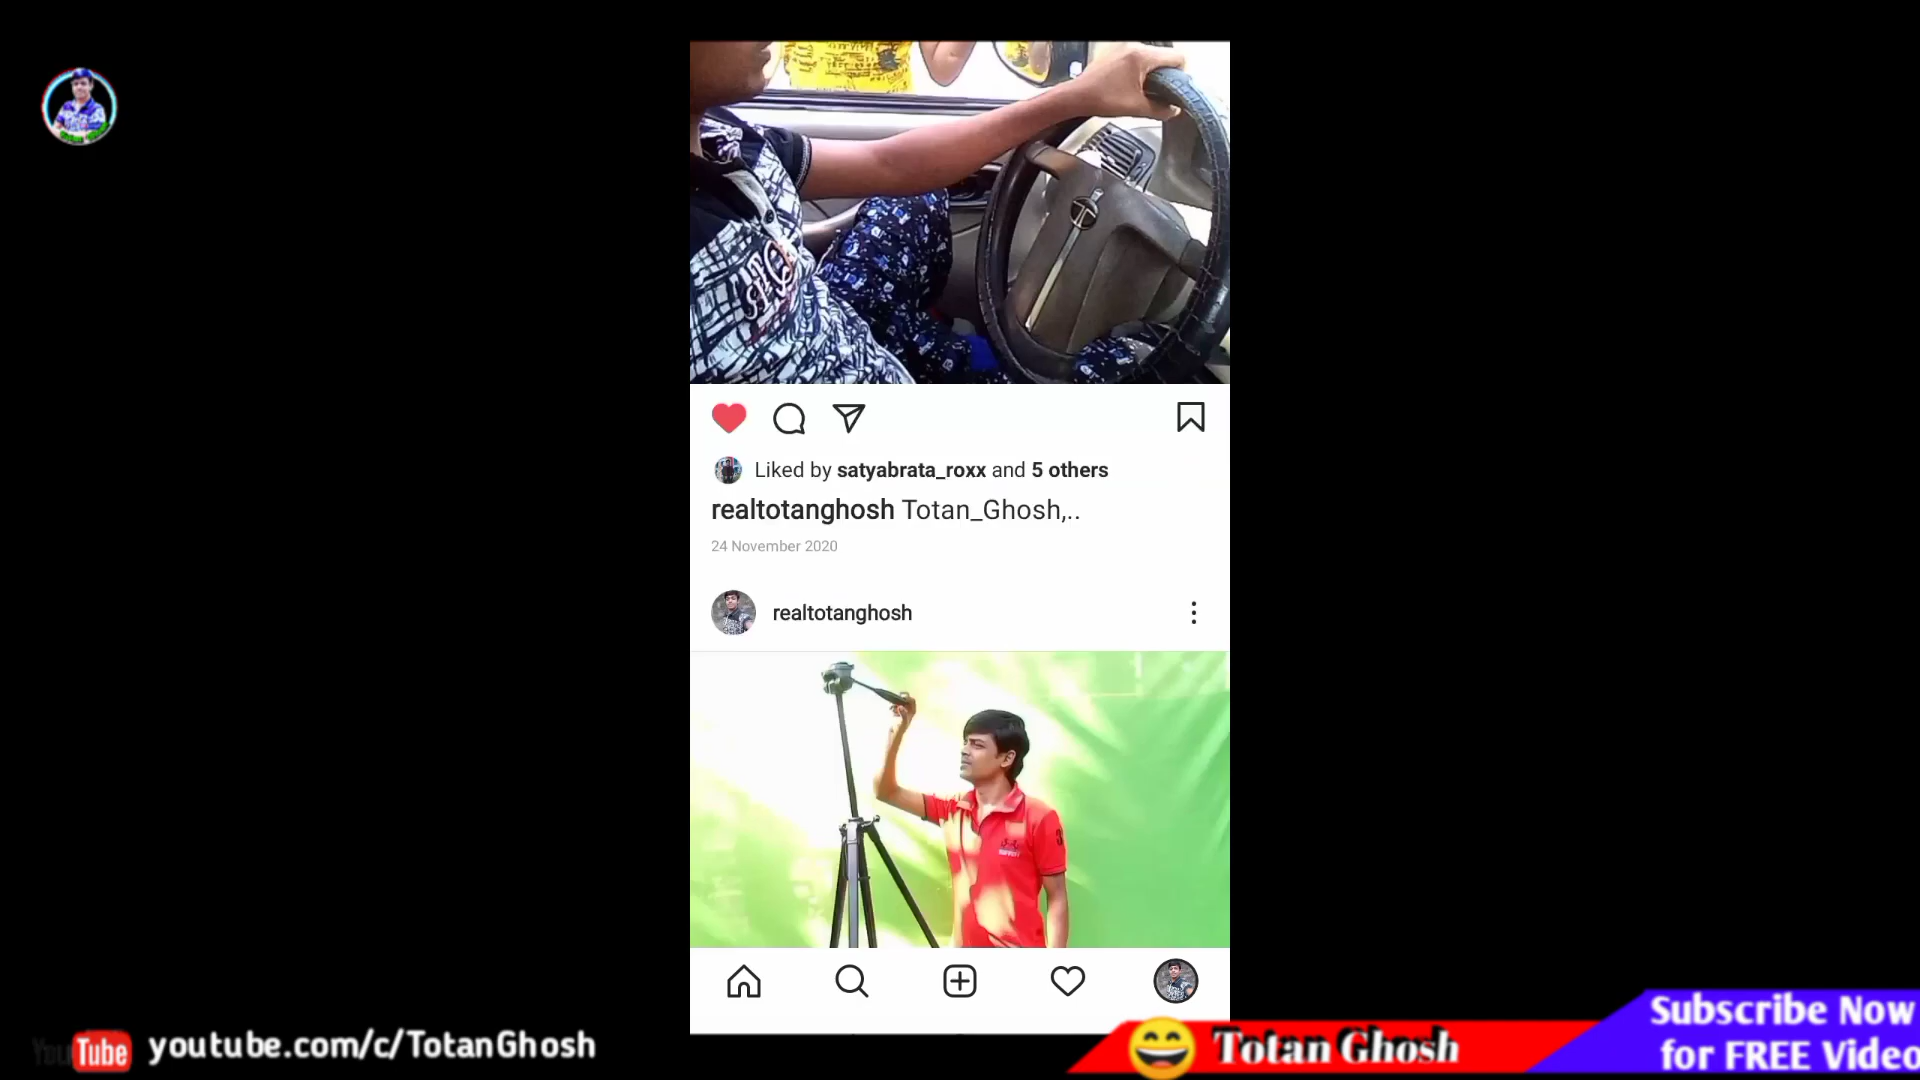 Liked by satyabrata_roxx and 5 others
realtotanghosh Totan_Ghosh,..
24 November 2020
realtotanghosh
YouTube youtube.com/c/TotanGhosh
Totan Ghosh
Subscribe Now
for FREE Video